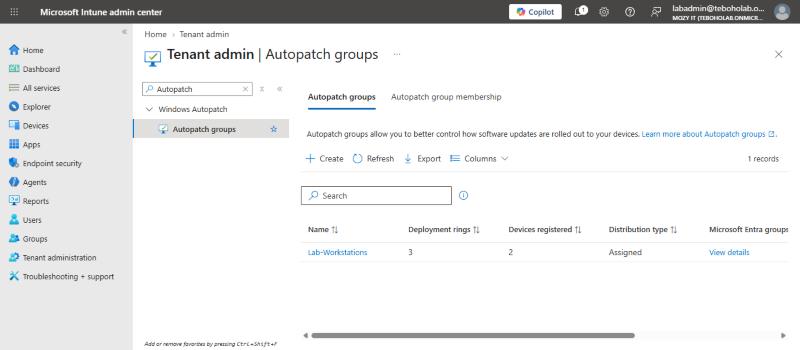 Microsoft Intune admin center
Copilot
1
labadmin@teboholab.o...
MOZY IT (TEBOHOLAB.ONMICR...
Home
Dashboard
All services
Explorer
Devices
Apps
Endpoint security
Agents
Reports
Users
Groups
Tenant administration
Troubleshooting + support
Home > Tenant admin
Tenant admin | Autopatch groups ...
Autopatch
Windows Autopatch
Autopatch groups
Add or remove favorites by pressing Ctrl+Shift+F
Autopatch groups Autopatch group membership
Autopatch groups allow you to better control how software updates are rolled out to your devices. Learn more about Autopatch groups.
Create Refresh Export Columns 1 records
Search
Name Deployment rings Devices registered Distribution type Microsoft Entra groups
Lab-Workstations 3 2 Assigned View details